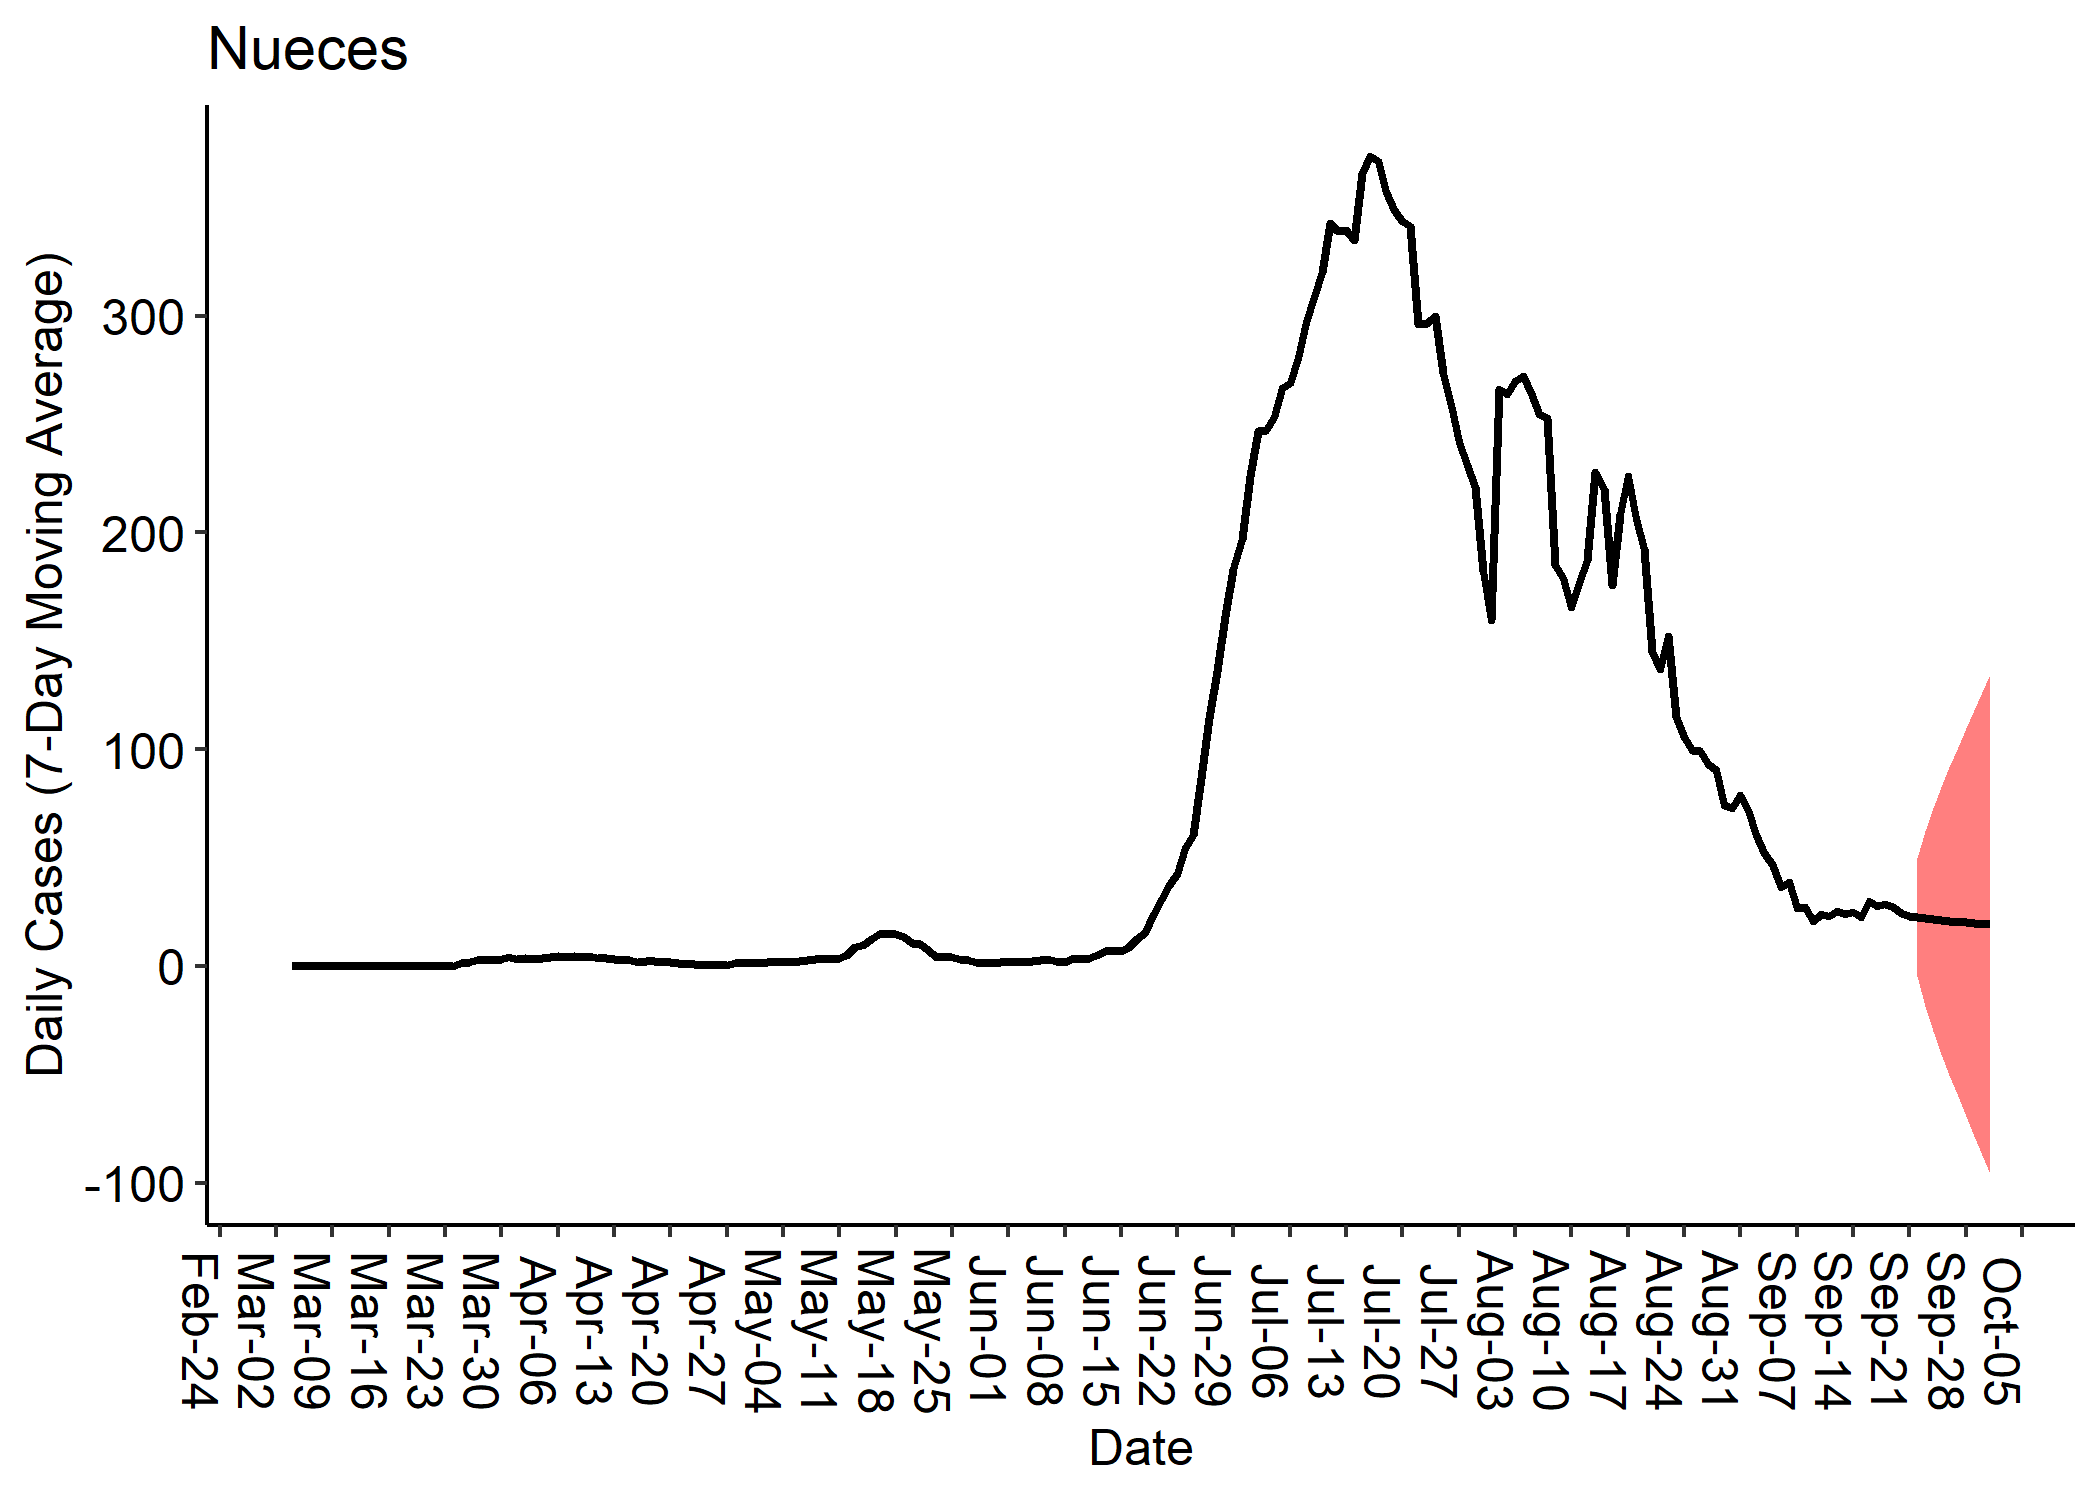 Nueces
Daily Cases (7-Day Moving Average)
300
200
100
0
-100
Feb-24
Mar-02
Mar-09
Mar-16
Mar-23
Mar-30
Apr-06
Apr-13
Apr-20
Apr-27
May-04
May-11
May-18
May-25
Jun-01
Jun-08
Jun-15
Jun-22
Jun-29
Jul-06
Jul-13
Jul-20
Jul-27
Aug-03
Aug-10
Aug-17
Aug-24
Aug-31
Sep-07
Sep-14
Sep-21
Sep-28
Oct-05
Date